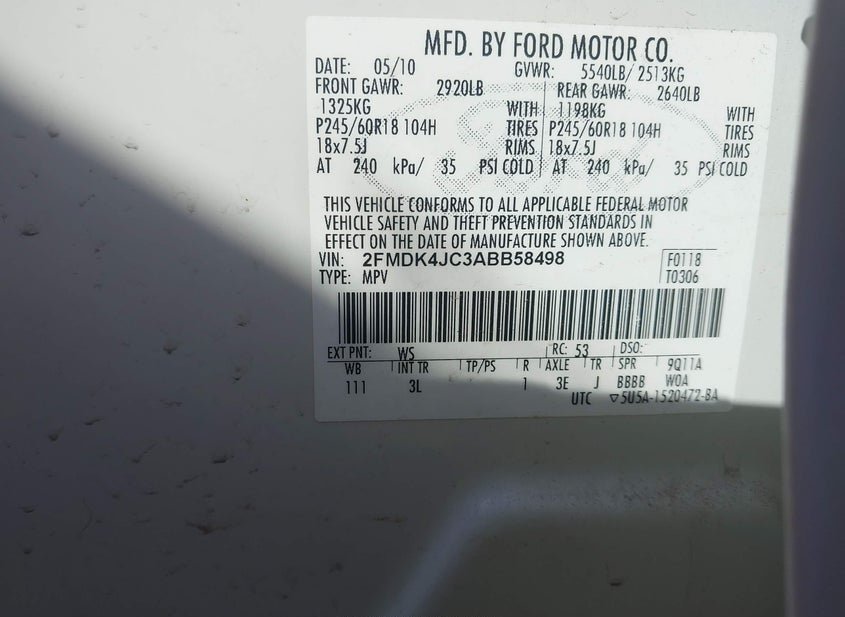 MFD. BY FORD MOTOR CO.
DATE: 05/10 GVWR: 5540LB/ 2513KG
FRONT GAWR: 2920LB REAR GAWR: 2640LB
1325KG WITH 1198KG WITH
P245/60R18 104H TIRES P245/60R18 104H TIRES
18x7.5J RIMS 18x7.5J RIMS
AT 240 kPa/ 35 PSI COLD AT 240 kPa/ 35 PSI COLD
THIS VEHICLE CONFORMS TO ALL APPLICABLE FEDERAL MOTOR
VEHICLE SAFETY AND THEFT PREVENTION STANDARDS IN
EFFECT ON THE DATE OF MANUFACTURE SHOWN ABOVE.
VIN: 2FMDK4JC3ABB58498 F0118
TYPE: MPV T0306
EXT PNT: WS RC: 53 DSO:
WB INT TR TP/PS R AXLE TR SPR 9Q11A
111 3L 1 3E J BBBB WOA
UTC ▽5U5A-1520472-BA